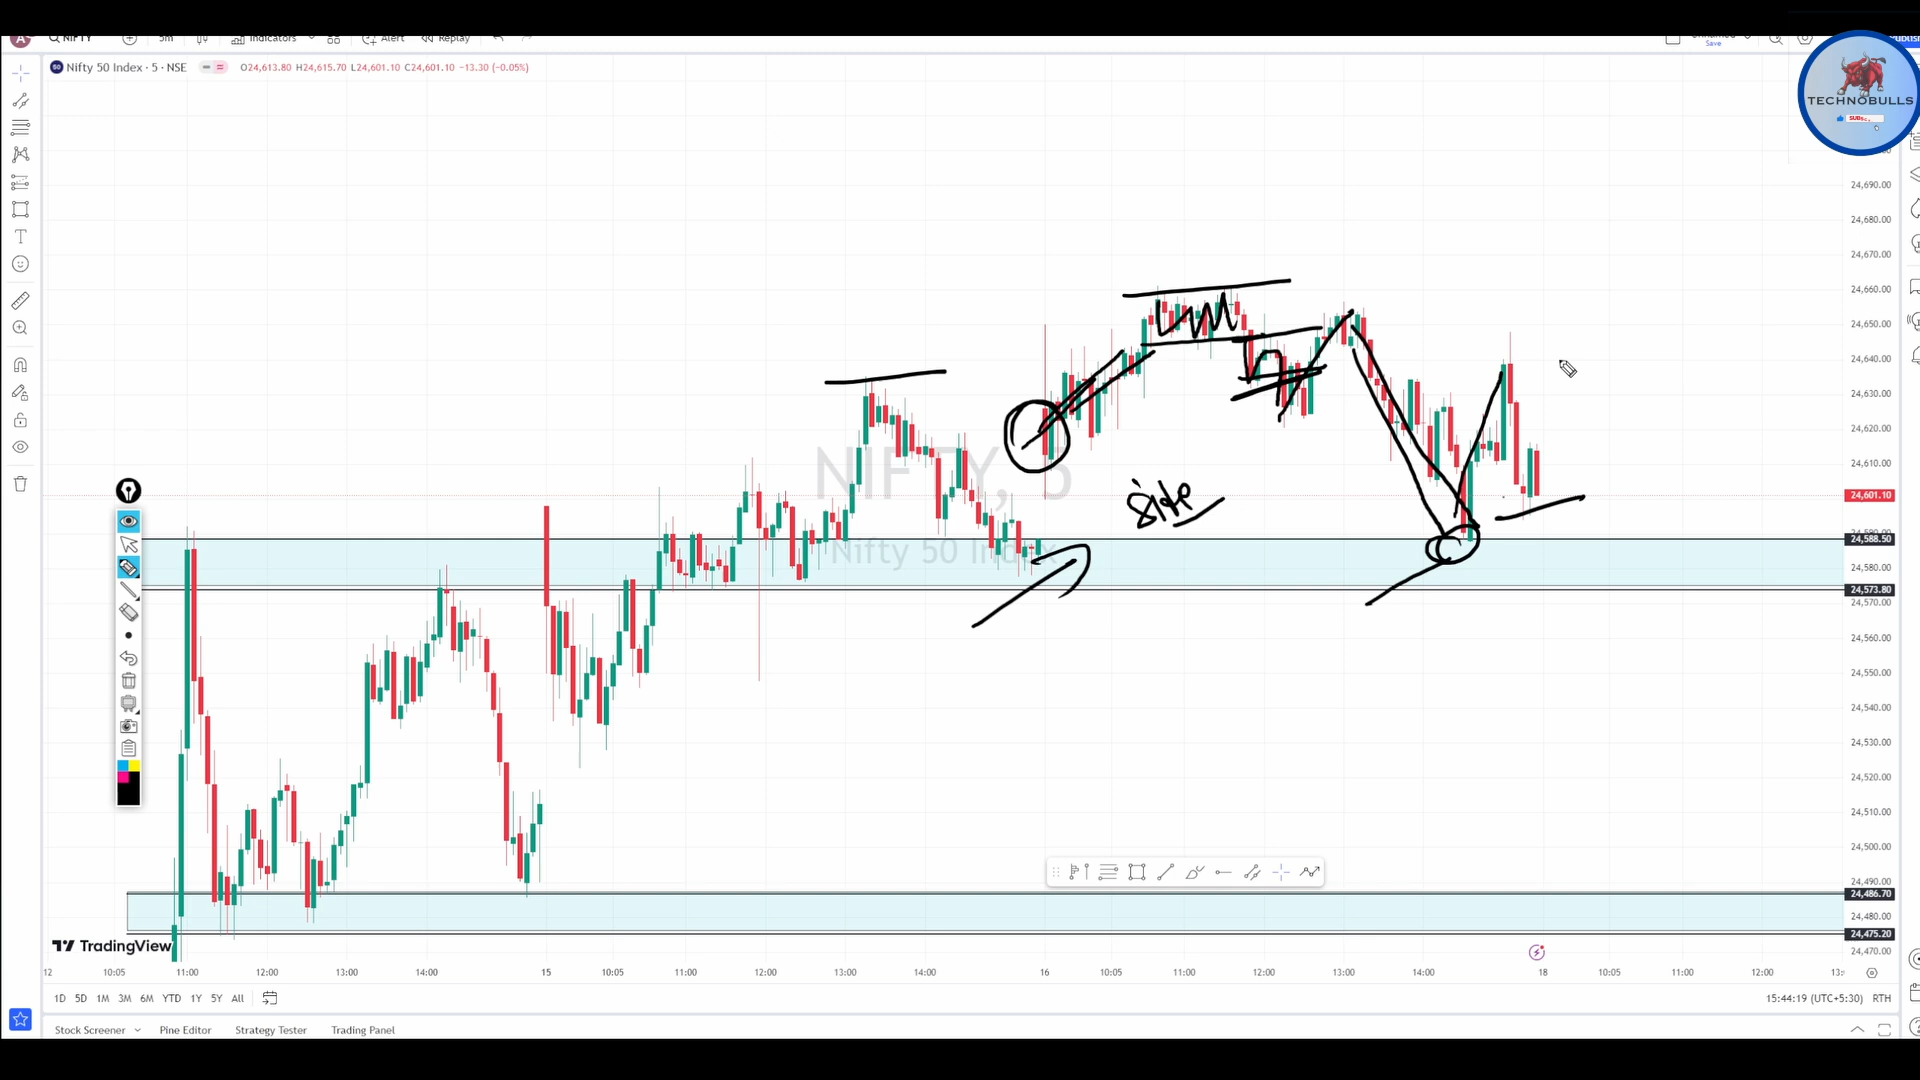 NIFTY
5m
Indicators
Alert
Replay
Save
Nifty 50 Index · 5 · NSE
O24,613.80 H24,615.70 L24,601.10 C24,601.10 −13.30 (−0.05%)
TECHNOBULLS
24,690.00
24,680.00
24,670.00
24,660.00
24,650.00
24,640.00
24,630.00
24,620.00
24,610.00
24,601.10
24,588.50
24,580.00
24,573.80
24,570.00
24,560.00
24,550.00
24,540.00
24,530.00
24,520.00
24,510.00
24,500.00
24,490.00
24,486.70
24,480.00
24,475.20
24,470.00
NIFTY, 5
Nifty 50 Index
Side
TradingView
12 10:05 11:00 12:00 13:00 14:00 15 10:05 11:00 12:00 13:00 14:00 16 10:05 11:00 12:00 13:00 14:00 18 10:05 11:00 12:00
1D 5D 1M 3M 6M YTD 1Y 5Y All
15:44:19 (UTC+5:30) RTH
Stock Screener Pine Editor Strategy Tester Trading Panel